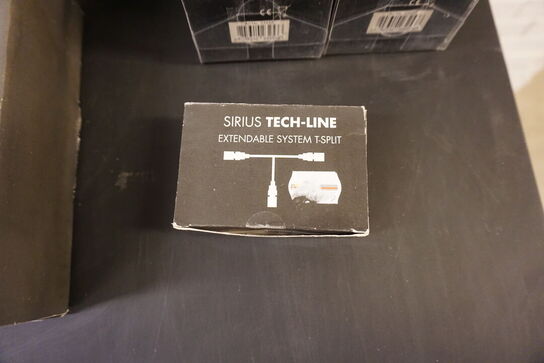 SIRIUS TECH-LINE
EXTENDABLE SYSTEM T-SPLIT